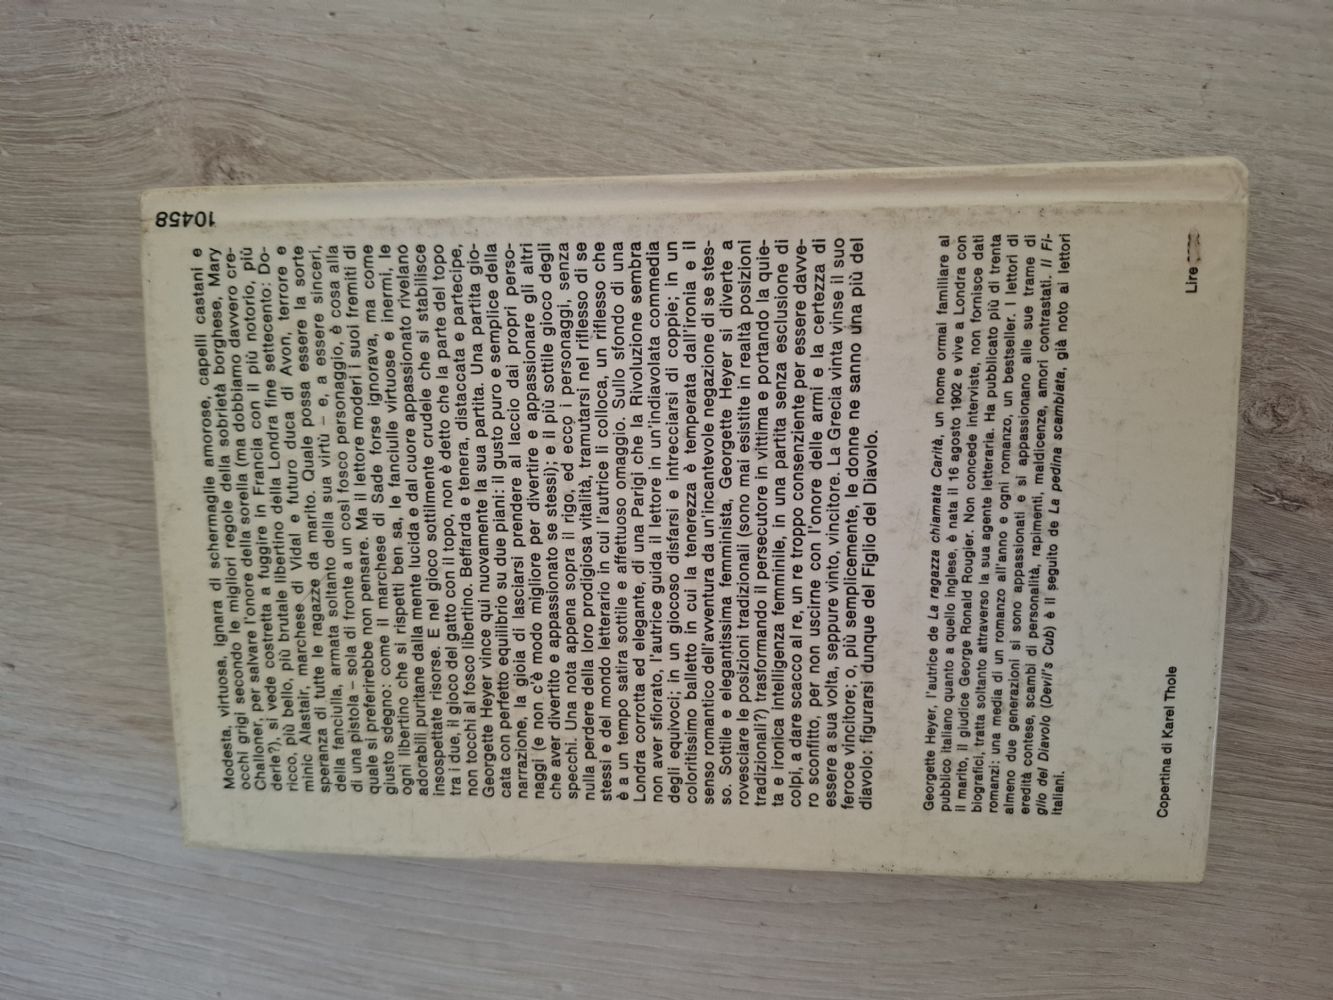 10458
Modesta, virtuosa, ignara di schermaglie amorose, capelli castani e
occhi grigi secondo le migliori regole della sobrietà borghese, Mary
Challoner, per salvare l'onore della sorella (ma dobbiamo davvero cre-
derle?), si vede costretta a fuggire in Francia con il più notorio, più
ricco, più bello, più brutale libertino della Londra fine settecento: Do-
minic Alastair, marchese di Vidal e futuro duca di Avon, terrore e
speranza di tutte le ragazze da marito. Quale possa essere la sorte
della fanciulla, armata soltanto della sua virtù – e, a essere sinceri,
di una pistola – sola di fronte a un così fosco personaggio, è cosa alla
quale si preferirebbe non pensare. Ma il lettore moderi i suoi fremiti di
giusto sdegno: come il marchese di Sade forse ignorava, ma come
ogni libertino che si rispetti ben sa, le fanciulle virtuose e inermi, le
adorabili puritane dalla mente lucida e dal cuore appassionato rivelano
insospettate risorse. E nel gioco sottilmente crudele che si stabilisce
tra i due, il gioco del gatto con il topo, non è detto che la parte del topo
non tocchi al fosco libertino. Beffarda e tenera, distaccata e partecipe,
Georgette Heyer vince qui nuovamente la sua partita. Una partita gio-
cata con perfetto equilibrio su due piani: il gusto puro e semplice della
narrazione, la gioia di lasciarsi prendere al laccio dai propri perso-
naggi (e non c'è modo migliore per divertire e appassionare gli altri
che aver divertito e appassionato se stessi); e il più sottile gioco degli
specchi. Una nota appena sopra il rigo, ed ecco i personaggi, senza
nulla perdere della loro prodigiosa vitalità, tramutarsi nel riflesso di se
stessi e del mondo letterario in cui l'autrice li colloca, un riflesso che
è a un tempo satira sottile e affettuoso omaggio. Sullo sfondo di una
Londra corrotta ed elegante, di una Parigi che la Rivoluzione sembra
non aver sfiorato, l'autrice guida il lettore in un'indiavolata commedia
degli equivoci; in un giocoso disfarsi e intrecciarsi di coppie; in un
coloritissimo balletto in cui la tenerezza è temperata dall'ironia e il
senso romantico dell'avventura da un'incantevole negazione di se stes-
so. Sottile e elegantissima femminista, Georgette Heyer si diverte a
rovesciare le posizioni tradizionali (sono mai esistite in realtà posizioni
tradizionali?) trasformando il persecutore in vittima e portando la quie-
ta e ironica intelligenza femminile, in una partita senza esclusione di
colpi, a dare scacco al re, un re troppo consenziente per essere davve-
ro sconfitto, per non uscirne con l'onore delle armi e la certezza di
essere a sua volta, seppure vinto, vincitore. La Grecia vinta vinse il suo
feroce vincitore; o, più semplicemente, le donne ne sanno una più del
diavolo: figurarsi dunque del Figlio del Diavolo.
Georgette Heyer, l'autrice de La ragazza chiamata Carità, un nome ormai familiare al
pubblico italiano quanto a quello inglese, è nata il 16 agosto 1902 e vive a Londra con
il marito, il giudice George Ronald Rougier. Non concede interviste, non fornisce dati
biografici, tratta soltanto attraverso la sua agente letteraria. Ha pubblicato più di trenta
romanzi: una media di un romanzo all'anno e ogni romanzo, un bestseller. I lettori di
almeno due generazioni si sono appassionati e si appassionano alle sue trame di
eredità contese, scambi di personalità, rapimenti, maldicenze, amori contrastati. Il Fi-
glio del Diavolo (Devil's Cub) è il seguito de La pedina scambiata, già noto ai lettori
italiani.
Copertina di Karel Thole
Lire